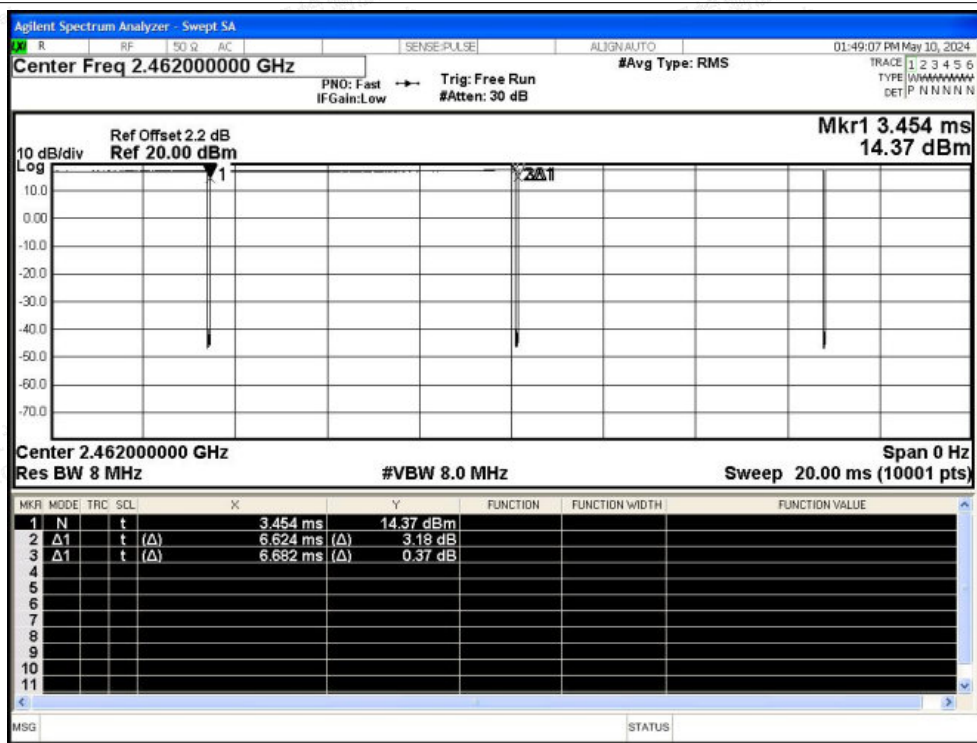 Agilent Spectrum Analyzer - Swept SA
LXI R RF 50 Ω AC SENSE:PULSE ALIGNAUTO 01:49:07 PM May 10, 2024
Center Freq 2.462000000 GHz #Avg Type: RMS TRACE 1 2 3 4 5 6
PNO: Fast Trig: Free Run TYPE
IFGain:Low #Atten: 30 dB DET P N N N N N
Mkr1 3.454 ms
Ref Offset 2.2 dB
10 dB/div Ref 20.00 dBm 14.37 dBm
Log
1
10.0
0.00
-10.0
-20.0
-30.0
-40.0
-50.0
-60.0
-70.0
Center 2.462000000 GHz Span 0 Hz
Res BW 8 MHz #VBW 8.0 MHz Sweep 20.00 ms (10001 pts)
MKR MODE TRC SCL X Y FUNCTION FUNCTION WIDTH FUNCTION VALUE
1 N t 3.454 ms 14.37 dBm
2 Δ1 t (Δ) 6.624 ms (Δ) 3.18 dB
3 Δ1 t (Δ) 6.682 ms (Δ) 0.37 dB
4
5
6
7
8
9
10
11
MSG STATUS